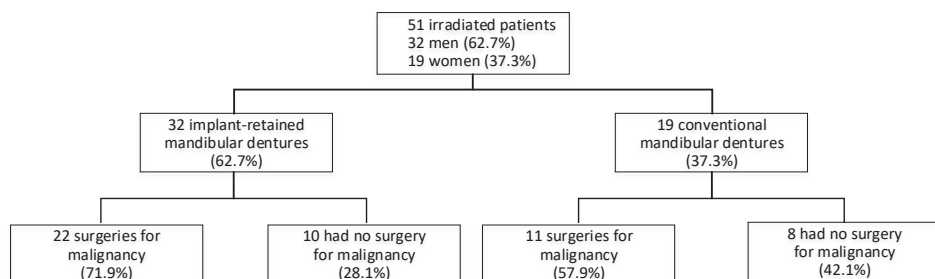 51 irradiated patients
32 men (62.7%)
19 women (37.3%)
32 implant-retained
mandibular dentures
(62.7%)
19 conventional
mandibular dentures
(37.3%)
22 surgeries for
malignancy
(71.9%)
10 had no surgery
for malignancy
(28.1%)
11 surgeries for
malignancy
(57.9%)
8 had no surgery
for malignancy
(42.1%)